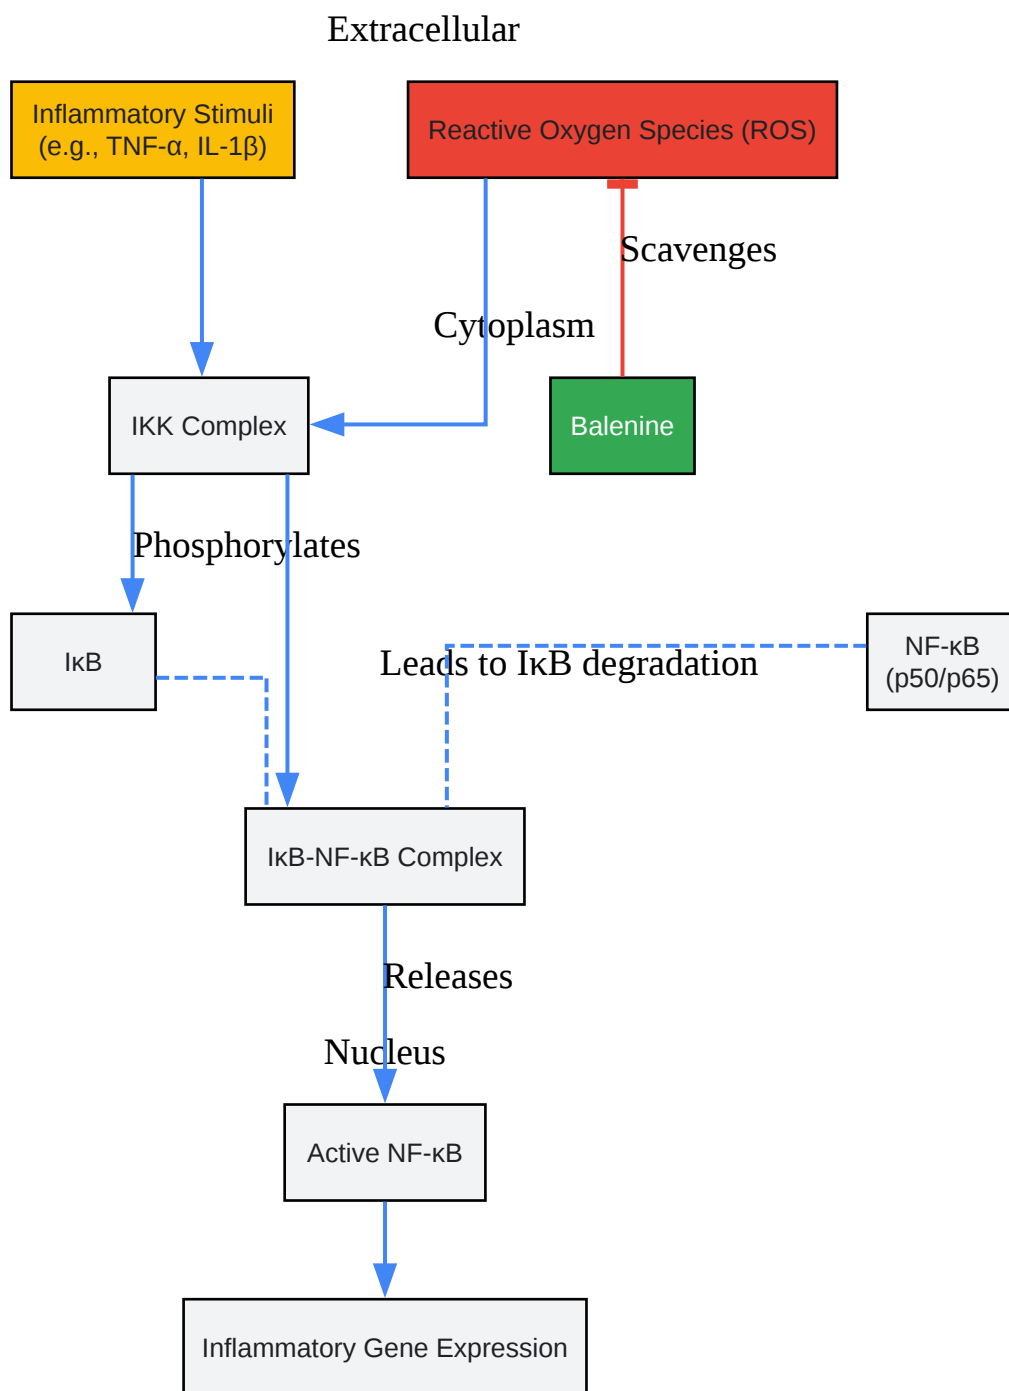 Extracellular
Inflammatory Stimuli
(e.g., TNF-α, IL-1β)
Reactive Oxygen Species (ROS)
Scavenges
Cytoplasm
IKK Complex
Balenine
Phosphorylates
IκB
Leads to IκB degradation
NF-κB
(p50/p65)
IκB-NF-κB Complex
Releases
Nucleus
Active NF-κB
Inflammatory Gene Expression